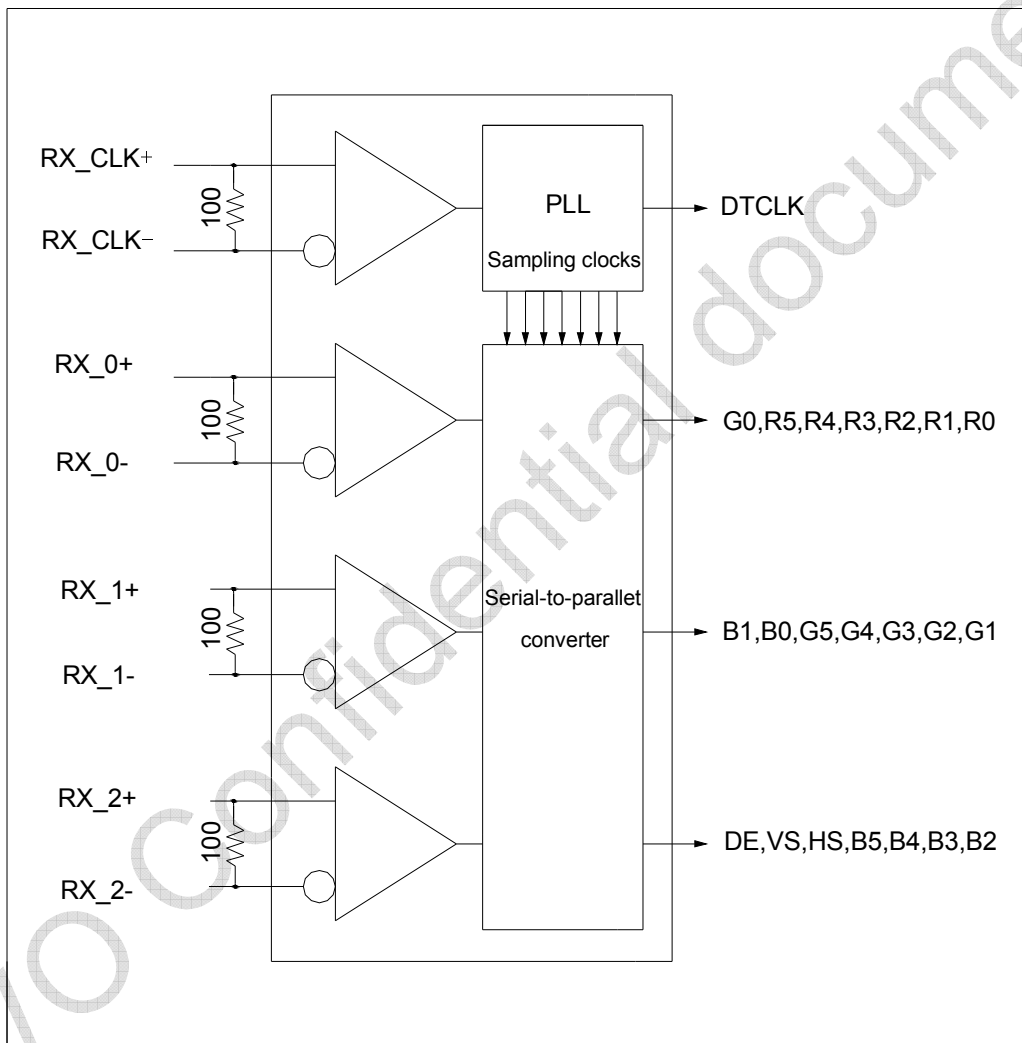 RX_CLK+
100
RX_CLK-
PLL
Sampling clocks
DTCLK
RX_0+
100
RX_0-
G0,R5,R4,R3,R2,R1,R0
RX_1+
100
RX_1-
Serial-to-parallet
converter
B1,B0,G5,G4,G3,G2,G1
RX_2+
100
RX_2-
DE,VS,HS,B5,B4,B3,B2
Confidential